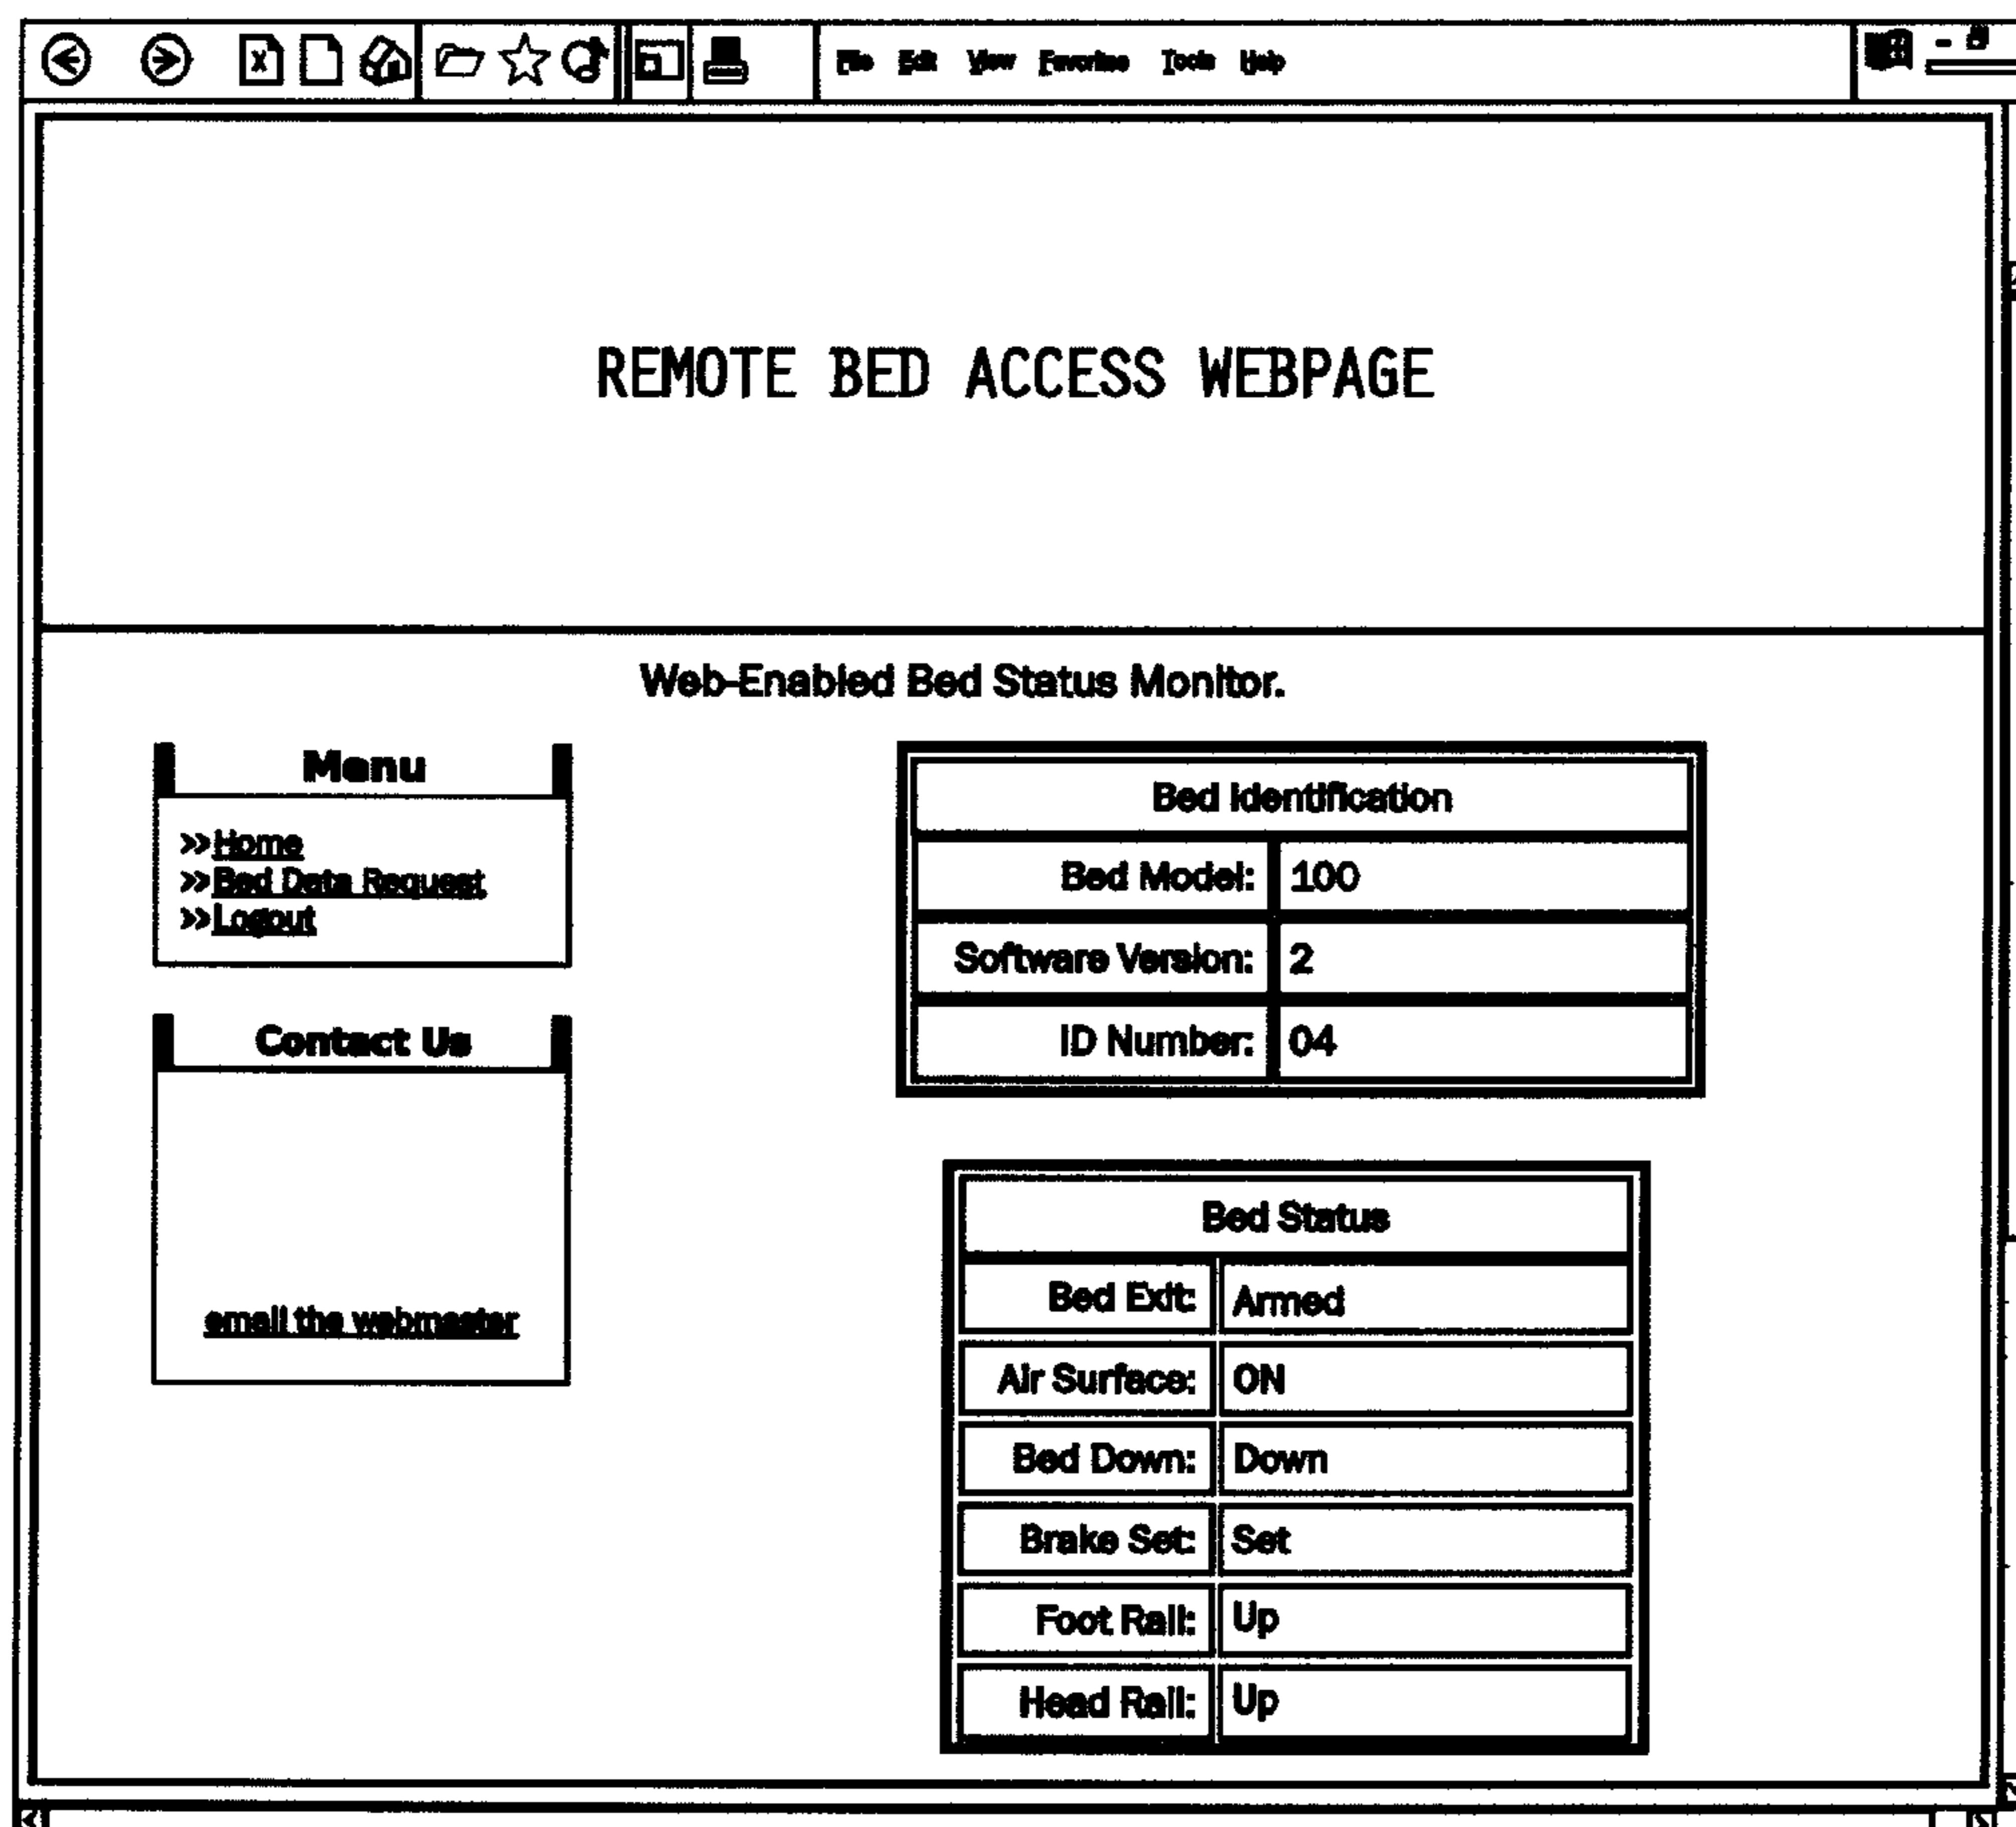 File Edit View Favorites Tools Help
REMOTE BED ACCESS WEBPAGE
Web-Enabled Bed Status Monitor.
Menu
»Home
»Bed Data Request
»Logout
Contact Us
email the webmaster
Bed Identification
Bed Model: 100
Software Version: 2
ID Number: 04
Bed Status
Bed Exit: Armed
Air Surface: ON
Bed Down: Down
Brake Set: Set
Foot Rail: Up
Head Rail: Up